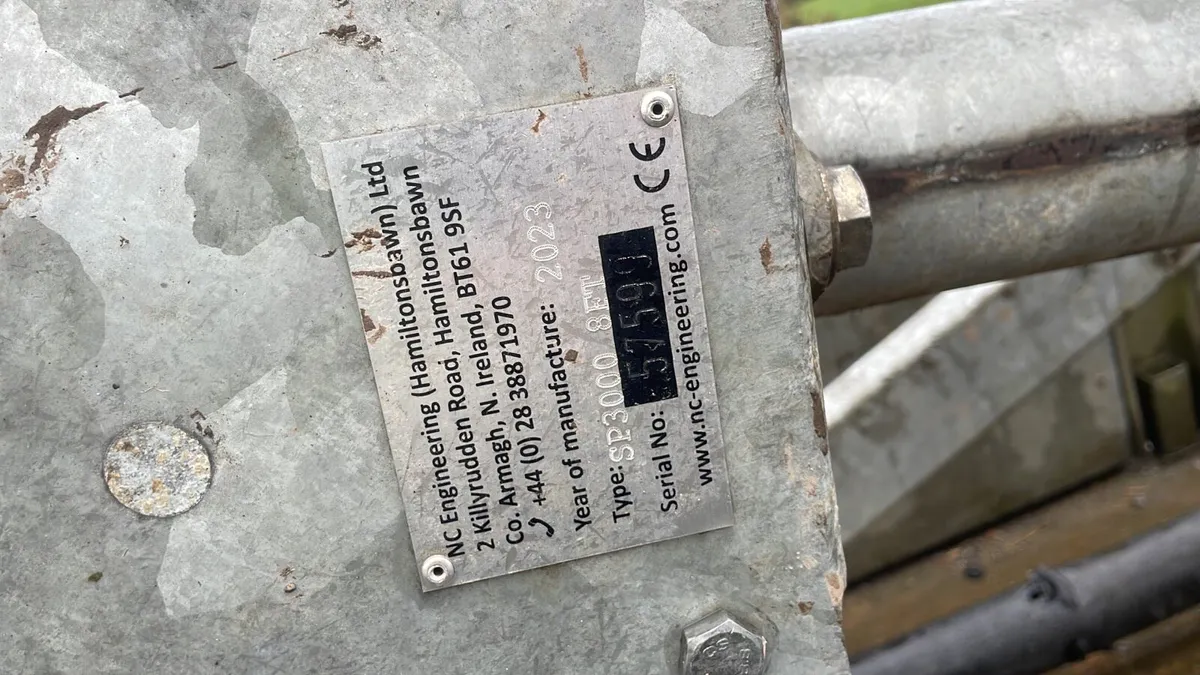 NC Engineering (Hamiltonsbawn) Ltd
2 Killyrudden Road, Hamiltonsbawn
Co. Armagh, N. Ireland, BT61 9SF
+44 (0) 28 38871970
Year of manufacture: 2023
Type: SP3000 8FT
Serial No:
www.nc-engineering.com CE